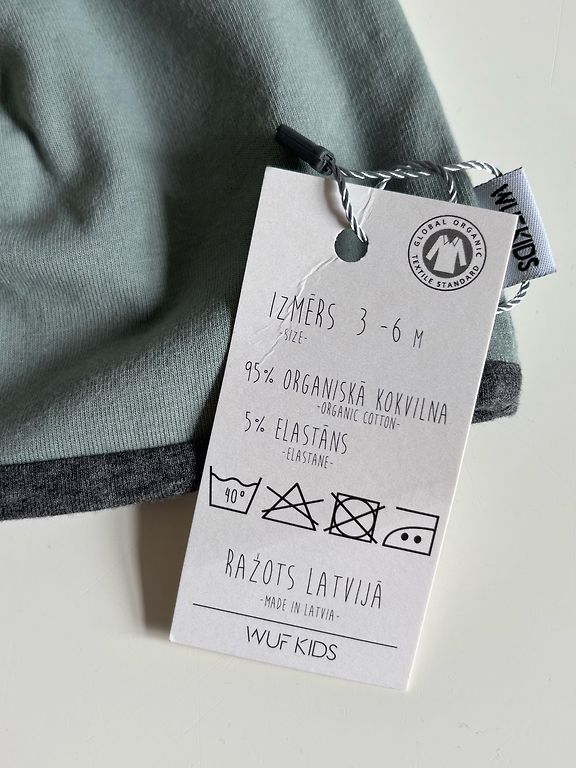 GLOBAL ORGANIC
TEXTILE STANDARD
WUF KIDS
IZMĒRS 3-6 M
-SIZE-
95% ORGANISKĀ KOKVILNA
-ORGANIC COTTON-
5% ELASTĀNS
-ELASTANE-
40°
RAŽOTS LATVIJĀ
-MADE IN LATVIA-
WUF KIDS